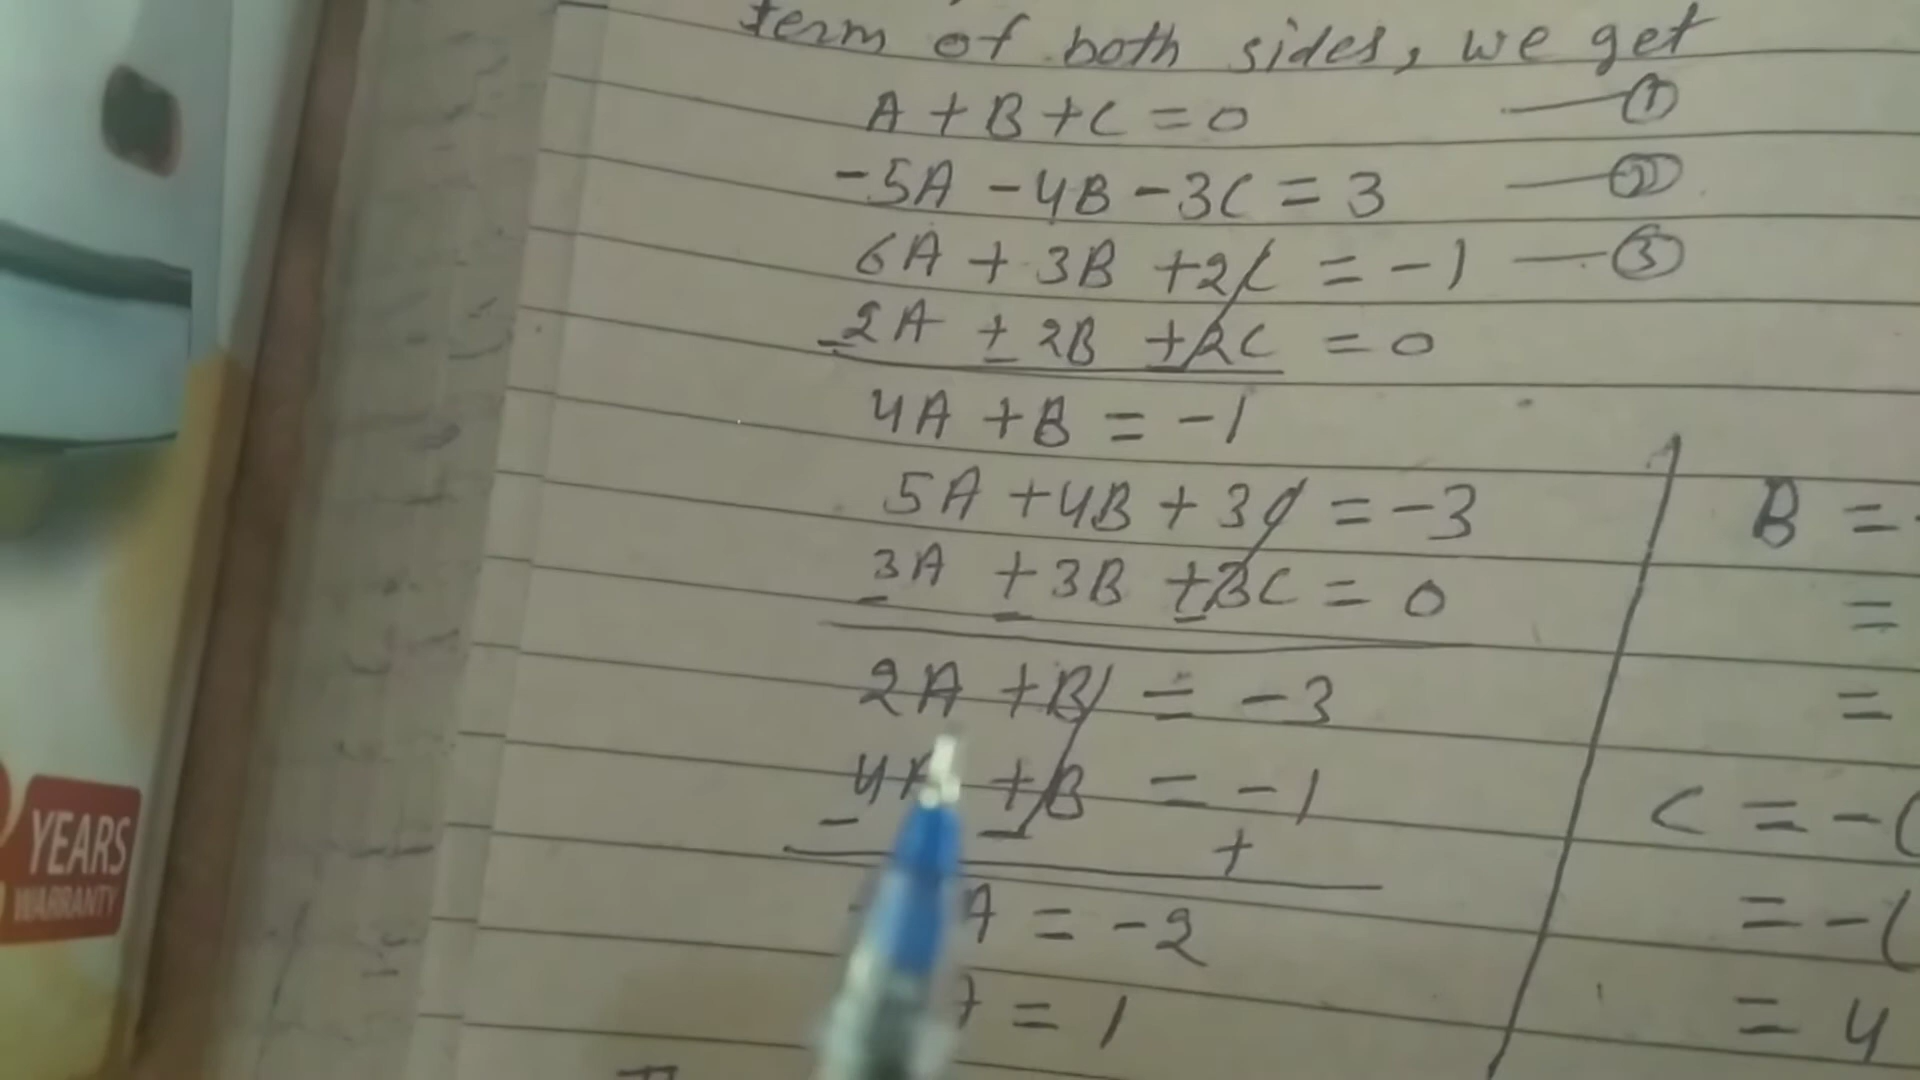 term of both sides, we get
A + B + C = 0 — ①
-5A - 4B - 3C = 3 — ②
6A + 3B + 2C = -1 — ③
2A + 2B + 2C = 0
4A + B = -1
5A + 4B + 3C = -3
3A + 3B + 3C = 0
2A + B = -3
4A + B = -1
- - +
A = -2
= 1
B =
=
=
C = -(
= -(
= 4
YEARS
WARRANTY